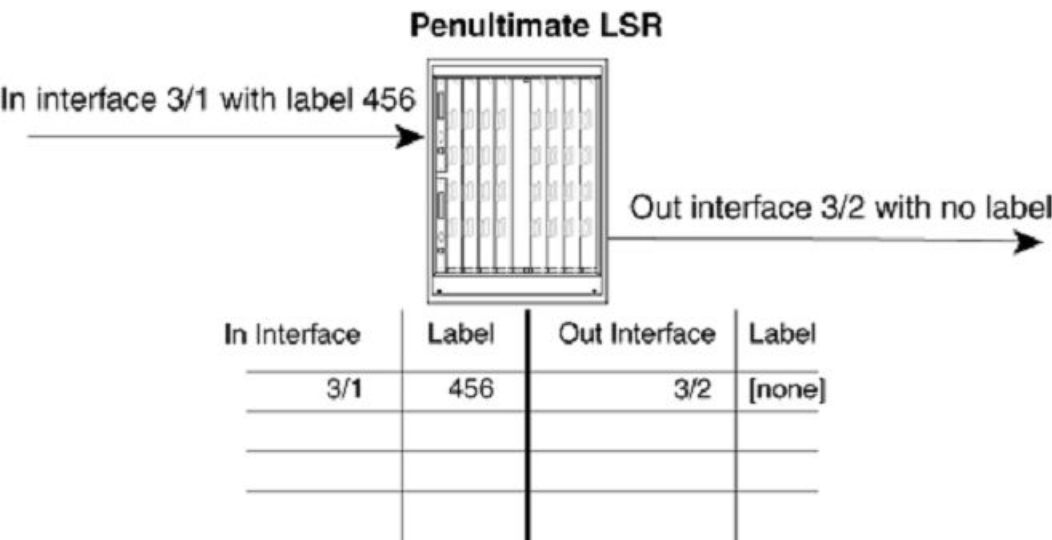 Penultimate LSR
In interface 3/1 with label 456
Out interface 3/2 with no label
In Interface Label Out Interface Label
3/1 456 3/2 [none]